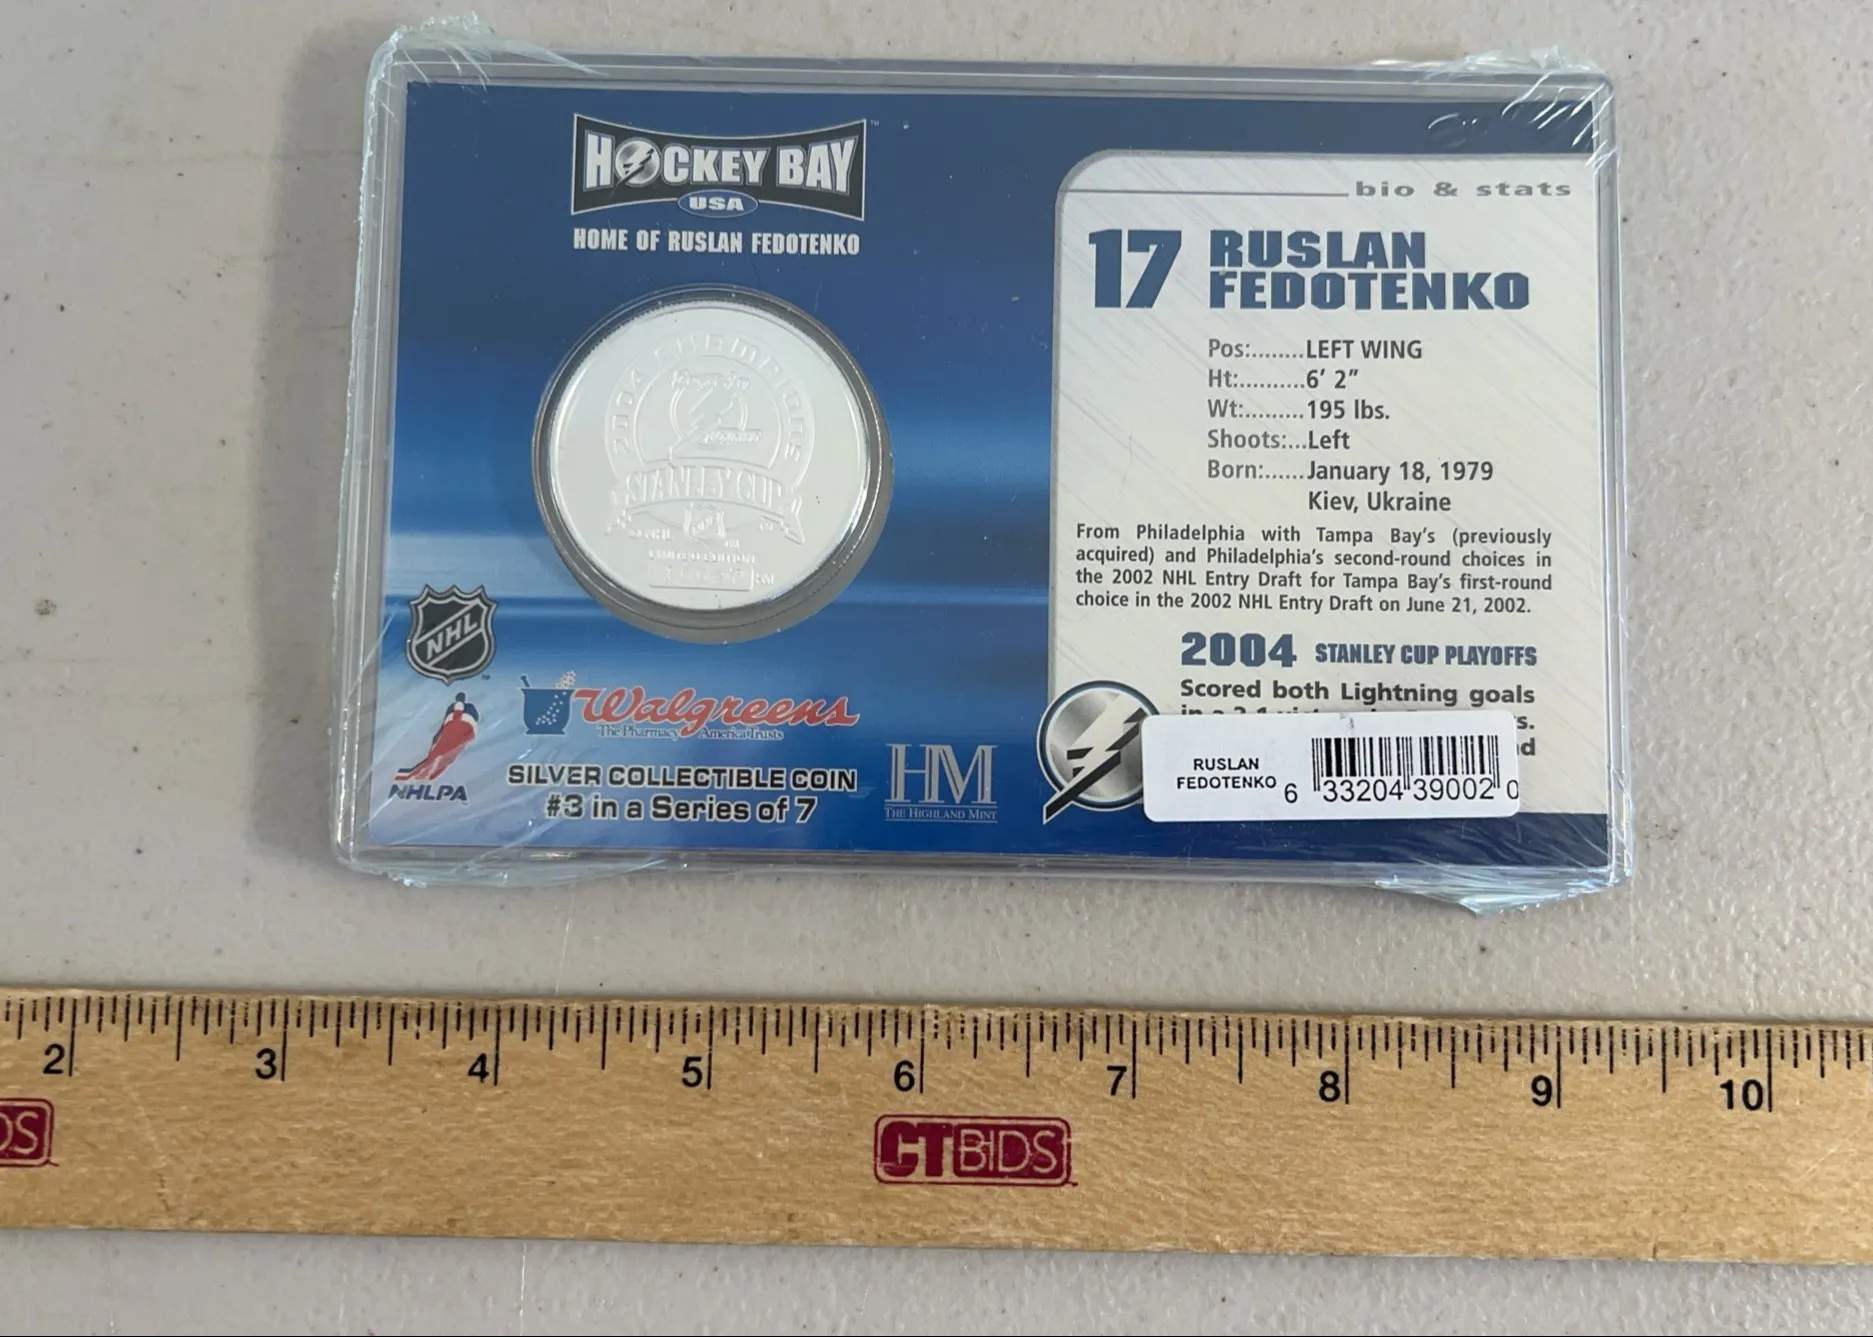 HOCKEY BAY
USA
HOME OF RUSLAN FEDOTENKO
2004 CHAMPIONS
STANLEY CUP
LIMITED EDITION
NHL
NHLPA
Walgreens
The Pharmacy America Trusts
SILVER COLLECTIBLE COIN
#3 in a Series of 7
HM
THE HIGHLAND MINT
bio & stats
17 RUSLAN
FEDOTENKO
Pos:........LEFT WING
Ht:..........6' 2"
Wt:.........195 lbs.
Shoots:...Left
Born:......January 18, 1979
Kiev, Ukraine
From Philadelphia with Tampa Bay's (previously
acquired) and Philadelphia's second-round choices in
the 2002 NHL Entry Draft for Tampa Bay's first-round
choice in the 2002 NHL Entry Draft on June 21, 2002.
2004 STANLEY CUP PLAYOFFS
Scored both Lightning goals
RUSLAN
FEDOTENKO
6 33204 39002 0
2 3 4 5 6 7 8 9 10
CTBIDS